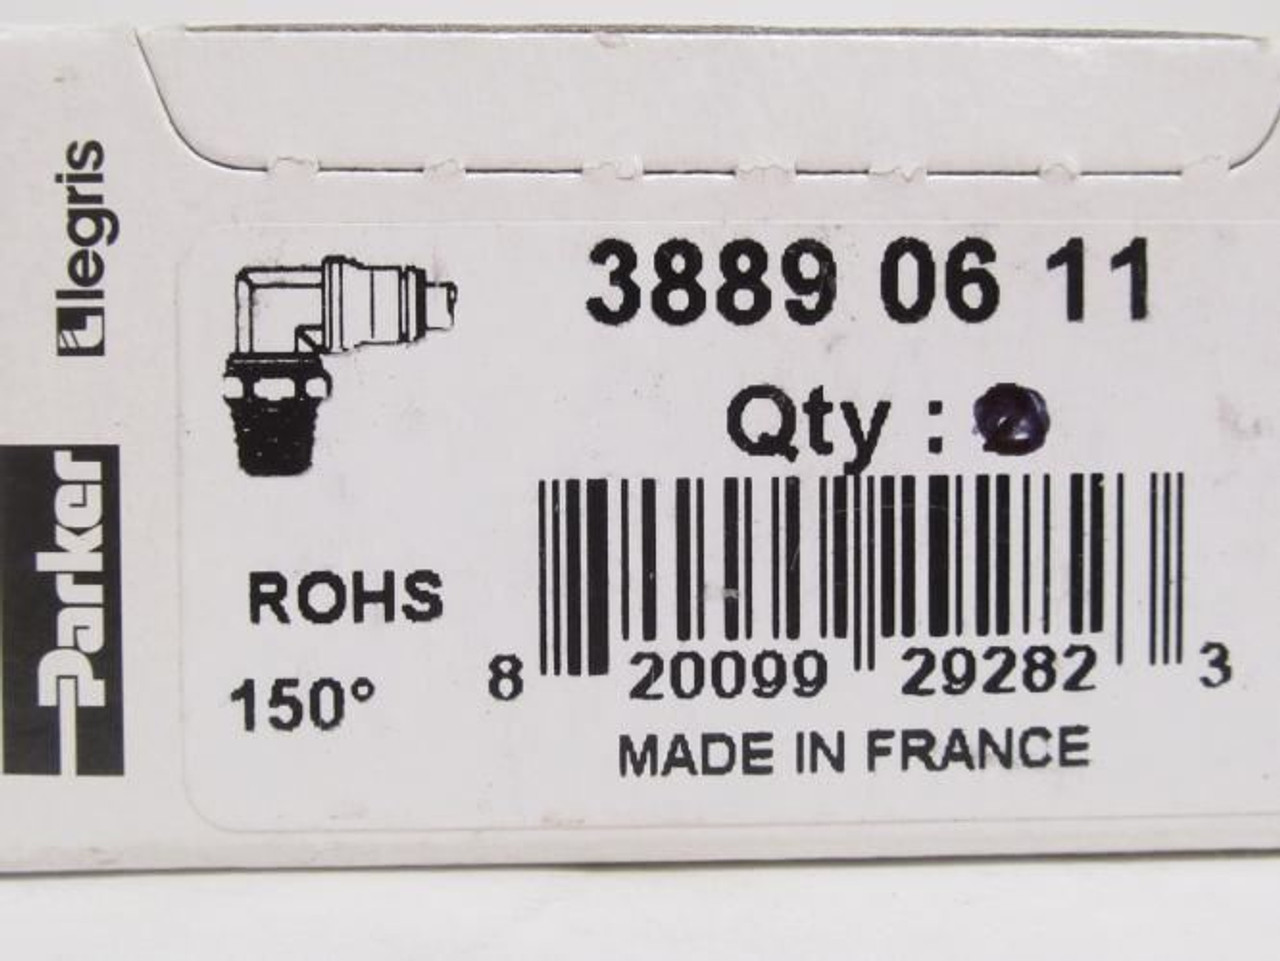 legris
Parker
3889 06 11
Qty :
ROHS
150°
8 20099 29282 3
MADE IN FRANCE